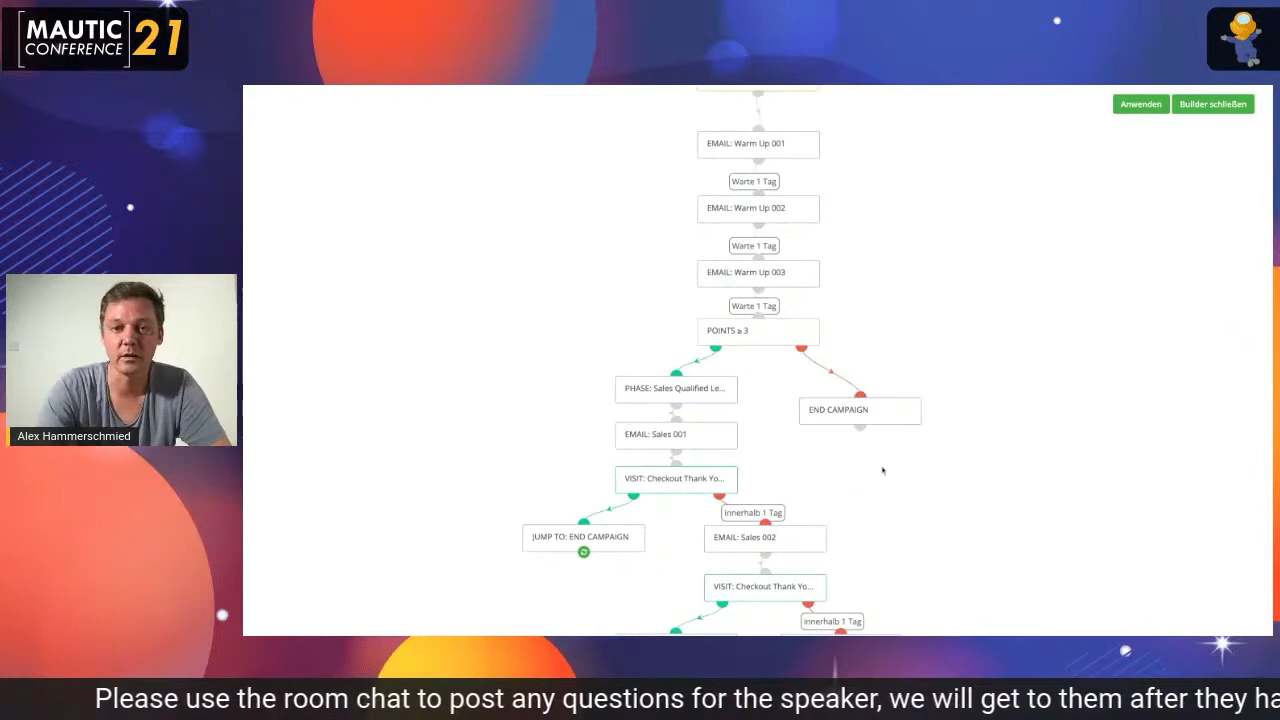 MAUTIC
CONFERENCE
21
Anwenden
Builder schließen
EMAIL: Warm Up 001
Warte 1 Tag
EMAIL: Warm Up 002
Warte 1 Tag
EMAIL: Warm Up 003
Warte 1 Tag
POINTS ≥ 3
PHASE: Sales Qualified Le...
END CAMPAIGN
EMAIL: Sales 001
VISIT: Checkout Thank Yo...
innerhalb 1 Tag
JUMP TO: END CAMPAIGN
EMAIL: Sales 002
VISIT: Checkout Thank Yo...
innerhalb 1 Tag
Alex Hammerschmied
Please use the room chat to post any questions for the speaker, we will get to them after they ha